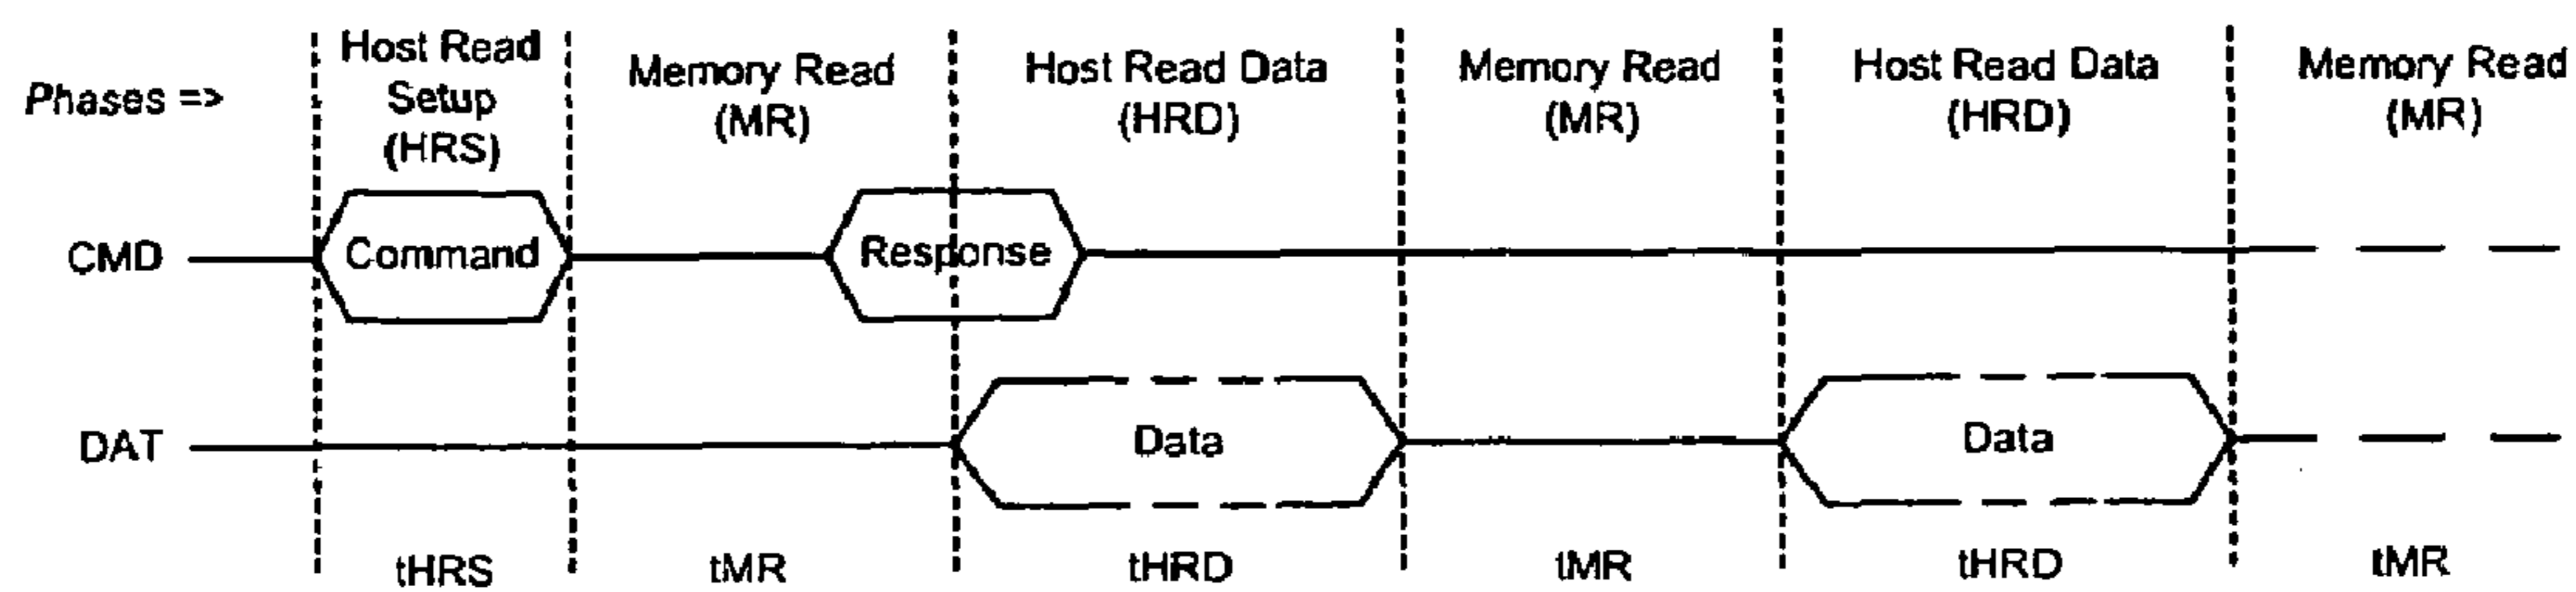 Phases =>
Host Read
Setup
(HRS)
Memory Read
(MR)
Host Read Data
(HRD)
Memory Read
(MR)
Host Read Data
(HRD)
Memory Read
(MR)
CMD
Command
Response
DAT
Data
Data
tHRS
tMR
tHRD
tMR
tHRD
tMR